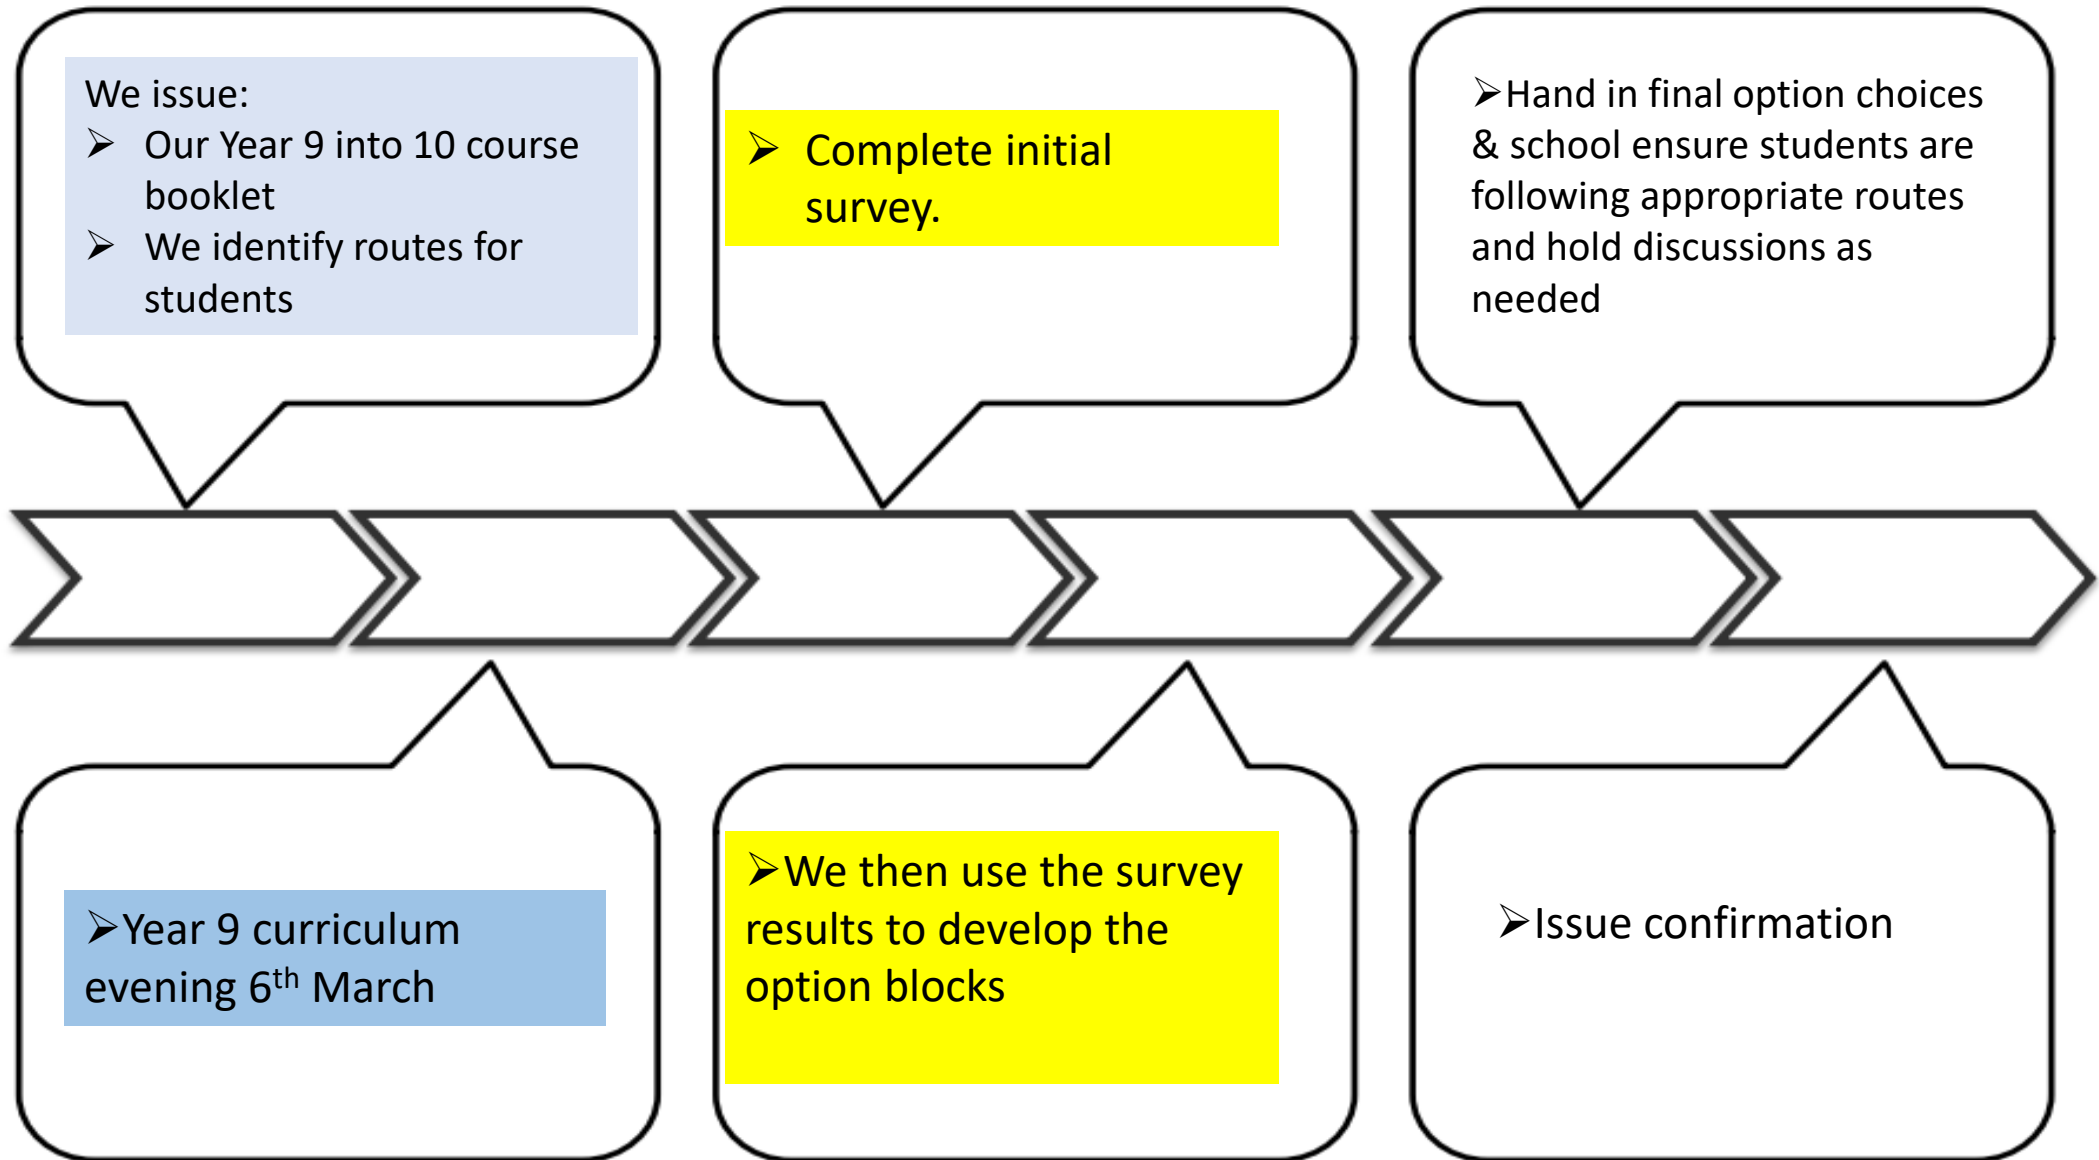 We issue:
➢ Our Year 9 into 10 course
booklet
➢ We identify routes for
students
➢ Complete initial
survey.
➢Hand in final option choices
& school ensure students are
following appropriate routes
and hold discussions as
needed
➢Year 9 curriculum
evening 6th March
➢We then use the survey
results to develop the
option blocks
➢Issue confirmation